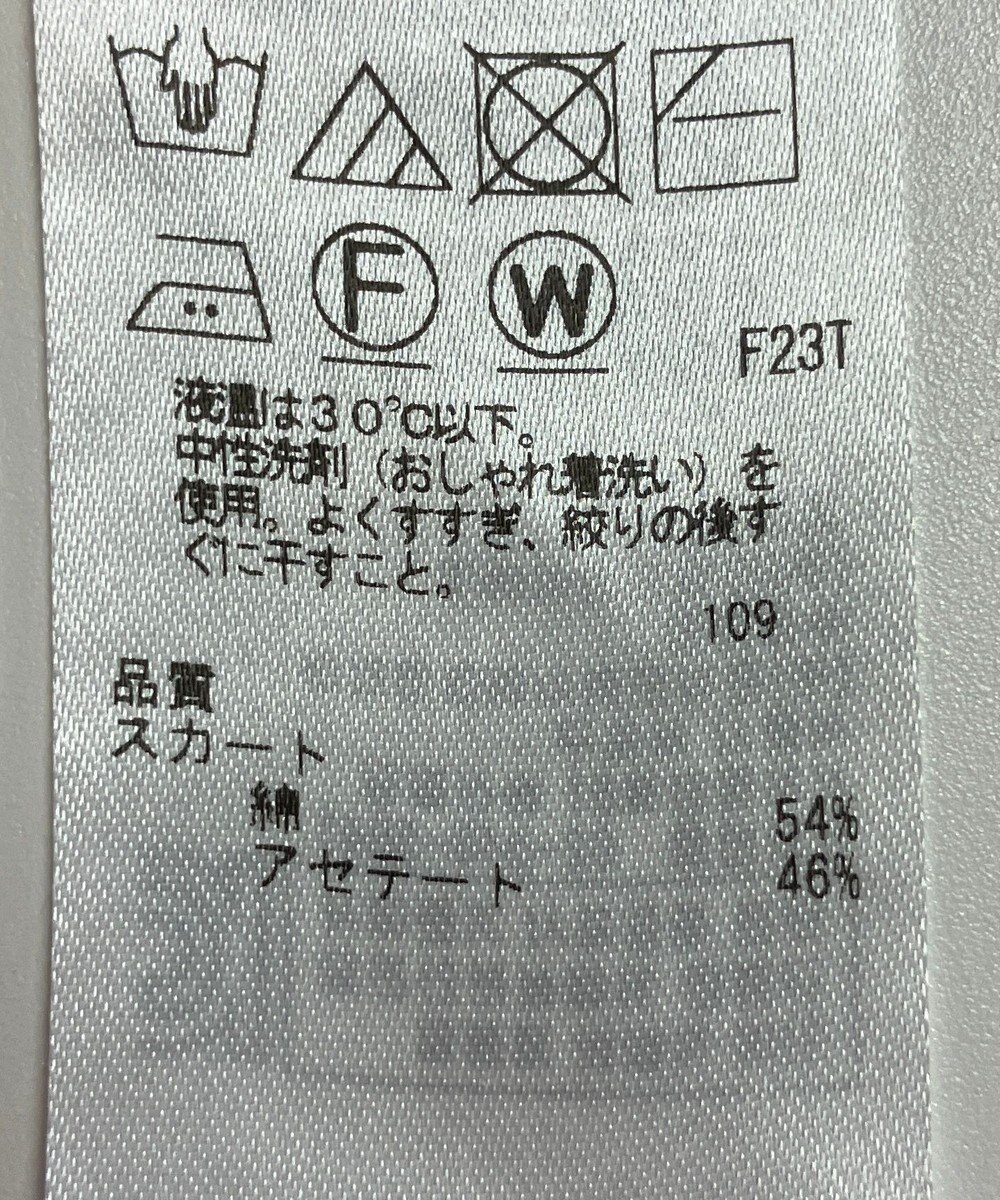 F W
F23T
液温は30℃以下。
中性洗剤(おしゃれ着洗い)を
使用。よくすすぎ、絞りの後す
ぐに干すこと。
109
品質
スカート
綿 54%
アセテート 46%